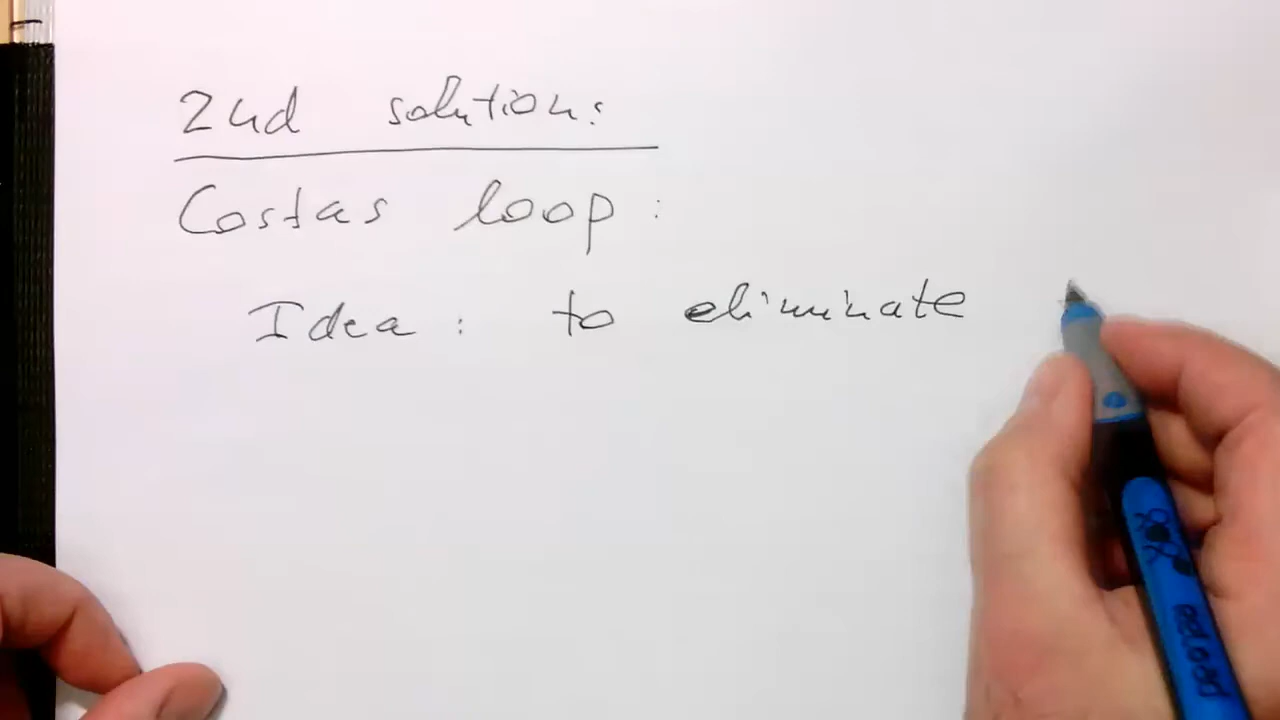 2nd solution:
Costas loop:
Idea: to eliminate